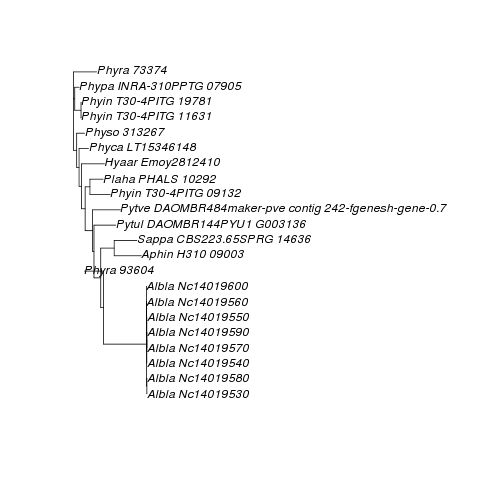 Phyra 73374
Phypa INRA-310PPTG 07905
Phyin T30-4PITG 19781
Phyin T30-4PITG 11631
Physo 313267
Phyca LT15346148
Hyaar Emoy2812410
Plaha PHALS 10292
Phyin T30-4PITG 09132
Pytve DAOMBR484maker-pve contig 242-fgenesh-gene-0.7
Pytul DAOMBR144PYU1 G003136
Sappa CBS223.65SPRG 14636
Aphin H310 09003
Phyra 93604
Albla Nc14019600
Albla Nc14019560
Albla Nc14019550
Albla Nc14019590
Albla Nc14019570
Albla Nc14019540
Albla Nc14019580
Albla Nc14019530